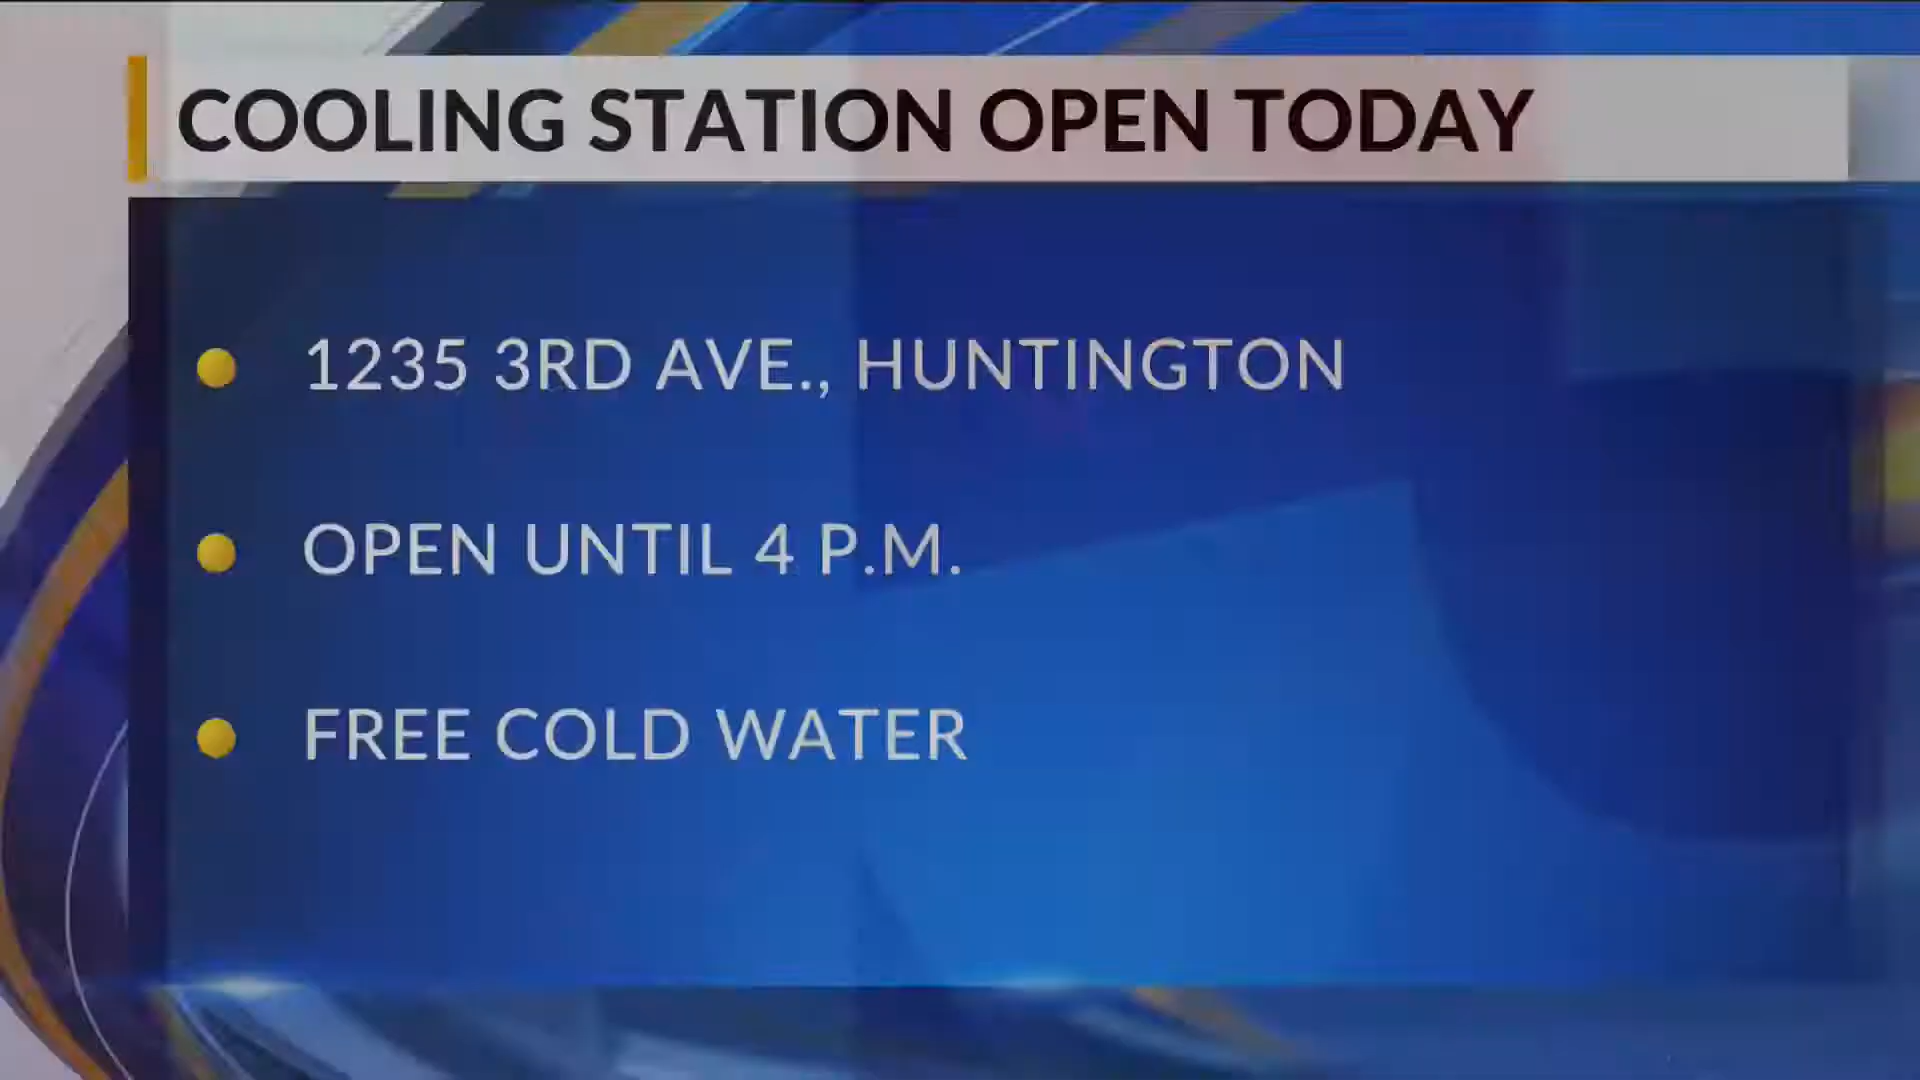 COOLING STATION OPEN TODAY
1235 3RD AVE., HUNTINGTON
OPEN UNTIL 4 P.M.
FREE COLD WATER